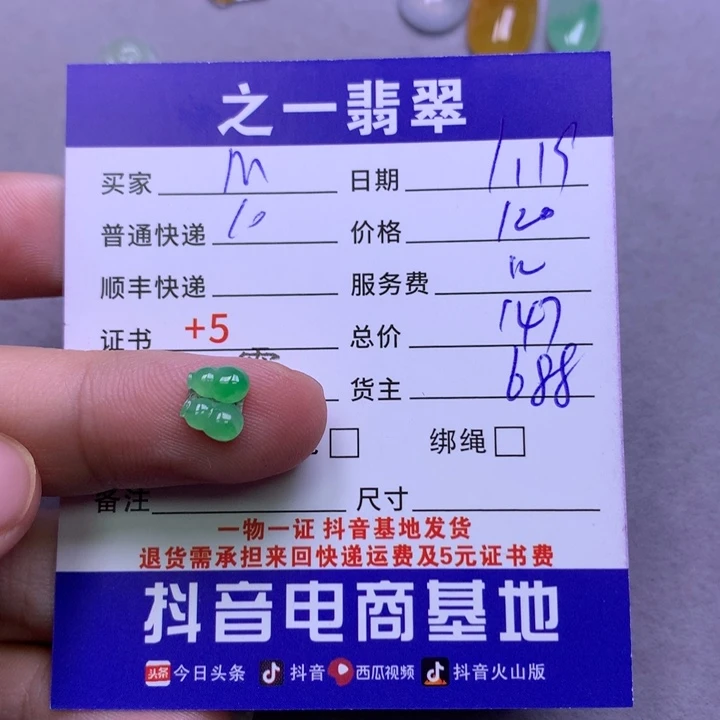 之一翡翠
买家 M 日期 1.15
普通快递 10 价格 120
顺丰快递 服务费 12
证书 +5 总价 147
货主 688
绑绳
备注 尺寸
一物一证 抖音基地发货
退货需承担来回快递运费及5元证书费
抖音电商基地
头条 今日头条 抖音 西瓜视频 抖音火山版